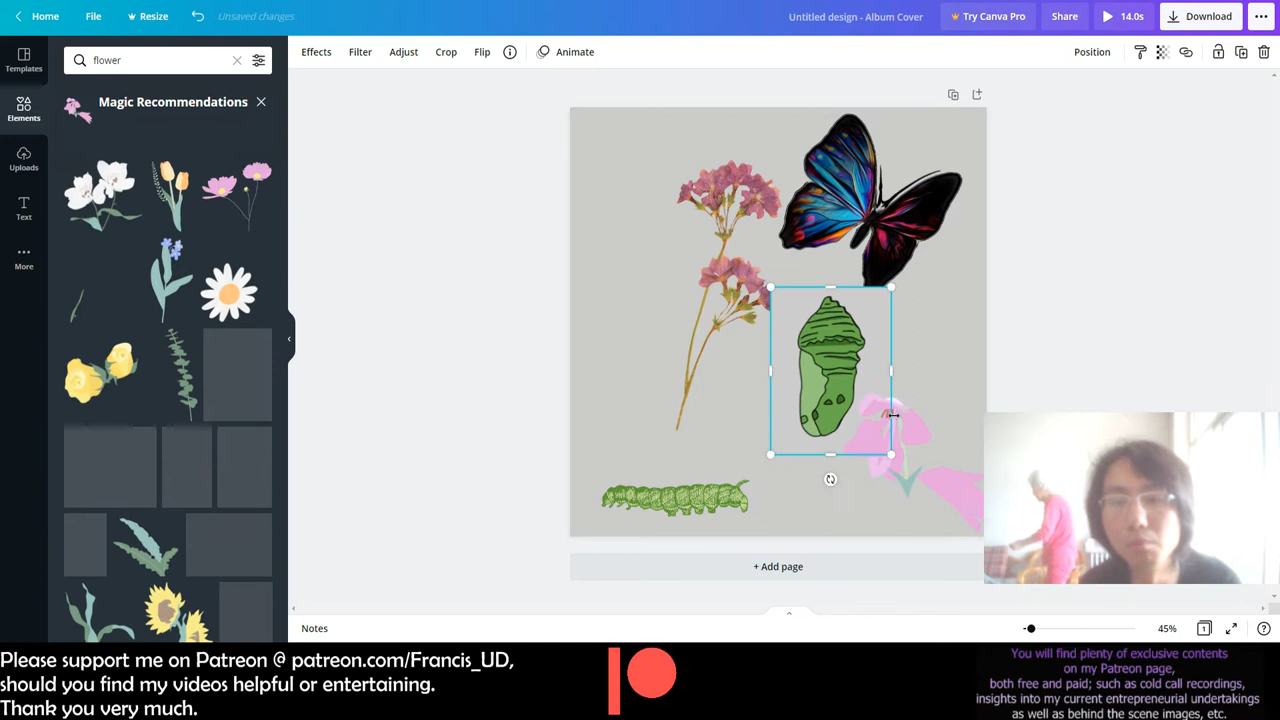 Home
File
Resize
Unsaved changes
Untitled design - Album Cover
Try Canva Pro
Share
14.0s
Download
Templates
Elements
Uploads
Text
More
flower
Magic Recommendations
Effects
Filter
Adjust
Crop
Flip
Animate
Position
+ Add page
Notes
45%
1
Please support me on Patreon @ patreon.com/Francis_UD,
should you find my videos helpful or entertaining.
Thank you very much.
You will find plenty of exclusive contents
on my Patreon page,
both free and paid; such as cold call recordings,
insights into my current entrepreneurial undertakings
as well as behind the scene images, etc.